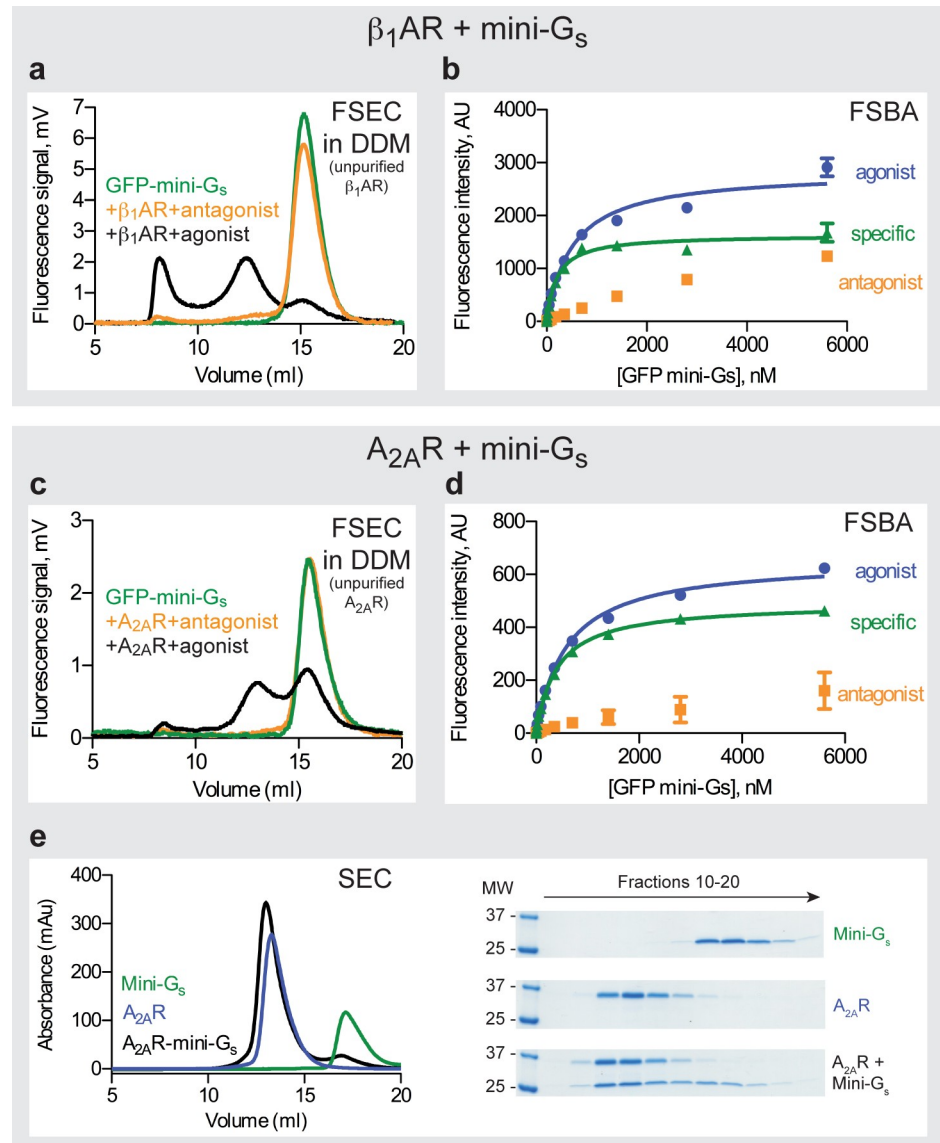 β₁AR + mini-Gₛ
a
FSEC
in DDM
(unpurified
β₁AR)
GFP-mini-Gₛ
+β₁AR+antagonist
+β₁AR+agonist
Fluorescence signal, mV
7
6
5
4
3
2
1
0
5 10 15 20
Volume (ml)
b
FSBA
Fluorescence intensity, AU
4000
3000
2000
1000
0
agonist
specific
antagonist
0 2000 4000 6000
[GFP mini-Gs], nM
A₂ₐR + mini-Gₛ
c
FSEC
in DDM
(unpurified
A₂ₐR)
GFP-mini-Gₛ
+A₂ₐR+antagonist
+A₂ₐR+agonist
Fluorescence signal, mV
3
2
1
0
5 10 15 20
Volume (ml)
d
FSBA
Fluorescence intensity, AU
800
600
400
200
0
agonist
specific
antagonist
0 2000 4000 6000
[GFP mini-Gs], nM
e
SEC
Absorbance (mAu)
400
300
200
100
0
Mini-Gₛ
A₂ₐR
A₂ₐR-mini-Gₛ
0 5 10 15 20
Volume (ml)
MW
Fractions 10-20
37 -
25 -
Mini-Gₛ
37 -
25 -
A₂ₐR
37 -
25 -
A₂ₐR +
Mini-Gₛ